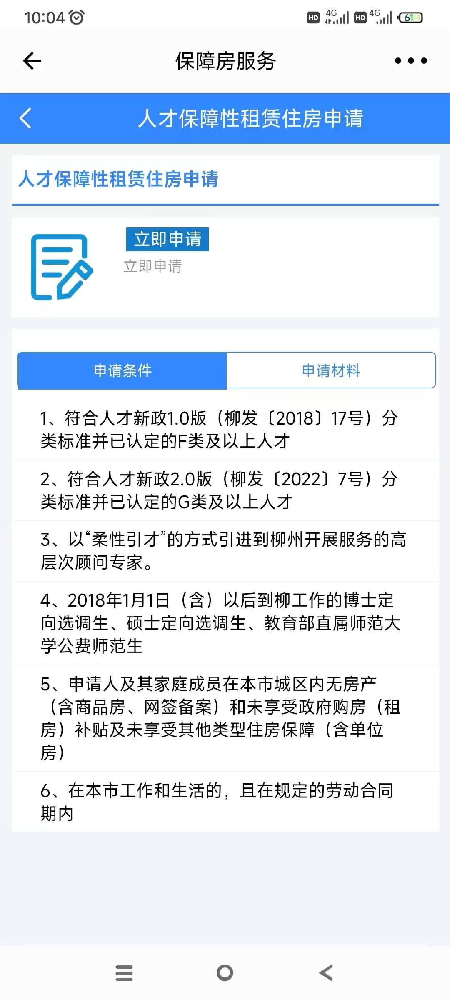 10:04
HD 4G HD 4G 61
保障房服务
人才保障性租赁住房申请
人才保障性租赁住房申请
立即申请
立即申请
申请条件 申请材料
1、符合人才新政1.0版（柳发〔2018〕17号）分
类标准并已认定的F类及以上人才
2、符合人才新政2.0版（柳发〔2022〕7号）分
类标准并已认定的G类及以上人才
3、以“柔性引才”的方式引进到柳州开展服务的高
层次顾问专家。
4、2018年1月1日（含）以后到柳工作的博士定
向选调生、硕士定向选调生、教育部直属师范大
学公费师范生
5、申请人及其家庭成员在本市城区内无房产
（含商品房、网签备案）和未享受政府购房（租
房）补贴及未享受其他类型住房保障（含单位
房）
6、在本市工作和生活的，且在规定的劳动合同
期内